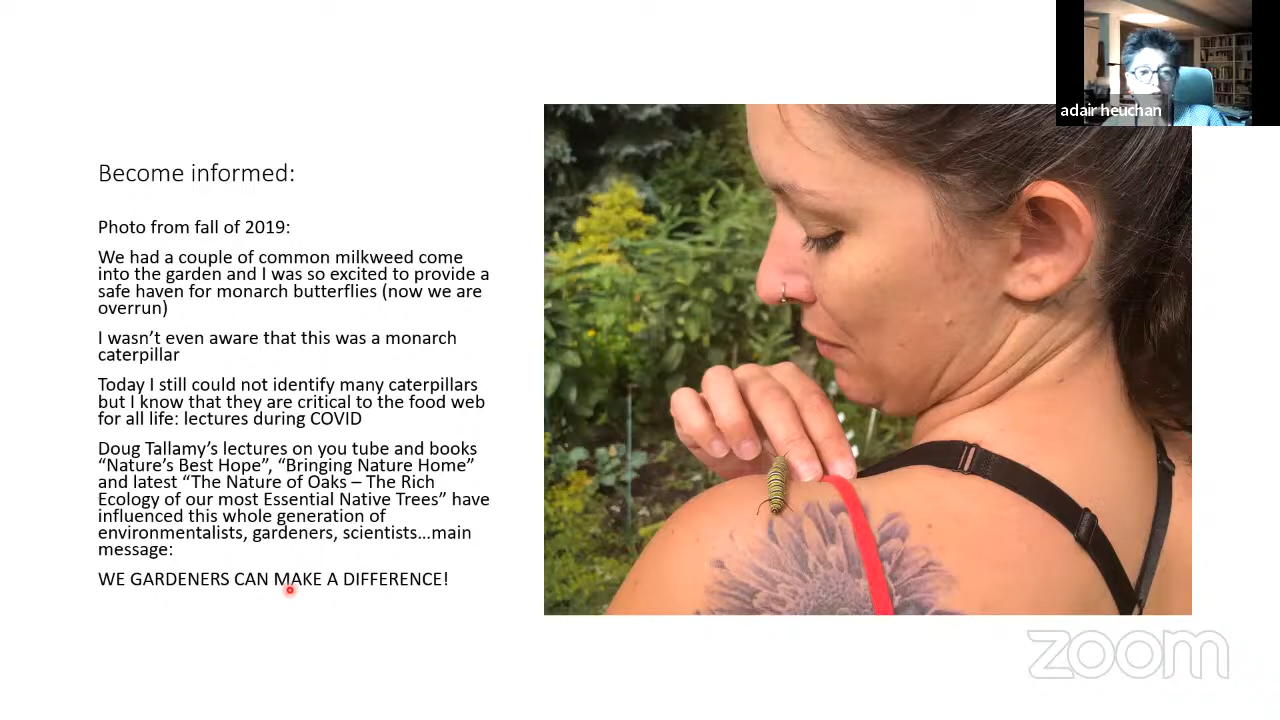 adair heuchan
Become informed:
Photo from fall of 2019:
We had a couple of common milkweed come
into the garden and I was so excited to provide a
safe haven for monarch butterflies (now we are
overrun)
I wasn’t even aware that this was a monarch
caterpillar
Today I still could not identify many caterpillars
but I know that they are critical to the food web
for all life: lectures during COVID
Doug Tallamy’s lectures on you tube and books
“Nature’s Best Hope”, “Bringing Nature Home”
and latest “The Nature of Oaks – The Rich
Ecology of our most Essential Native Trees” have
influenced this whole generation of
environmentalists, gardeners, scientists…main
message:
WE GARDENERS CAN MAKE A DIFFERENCE!
zoom